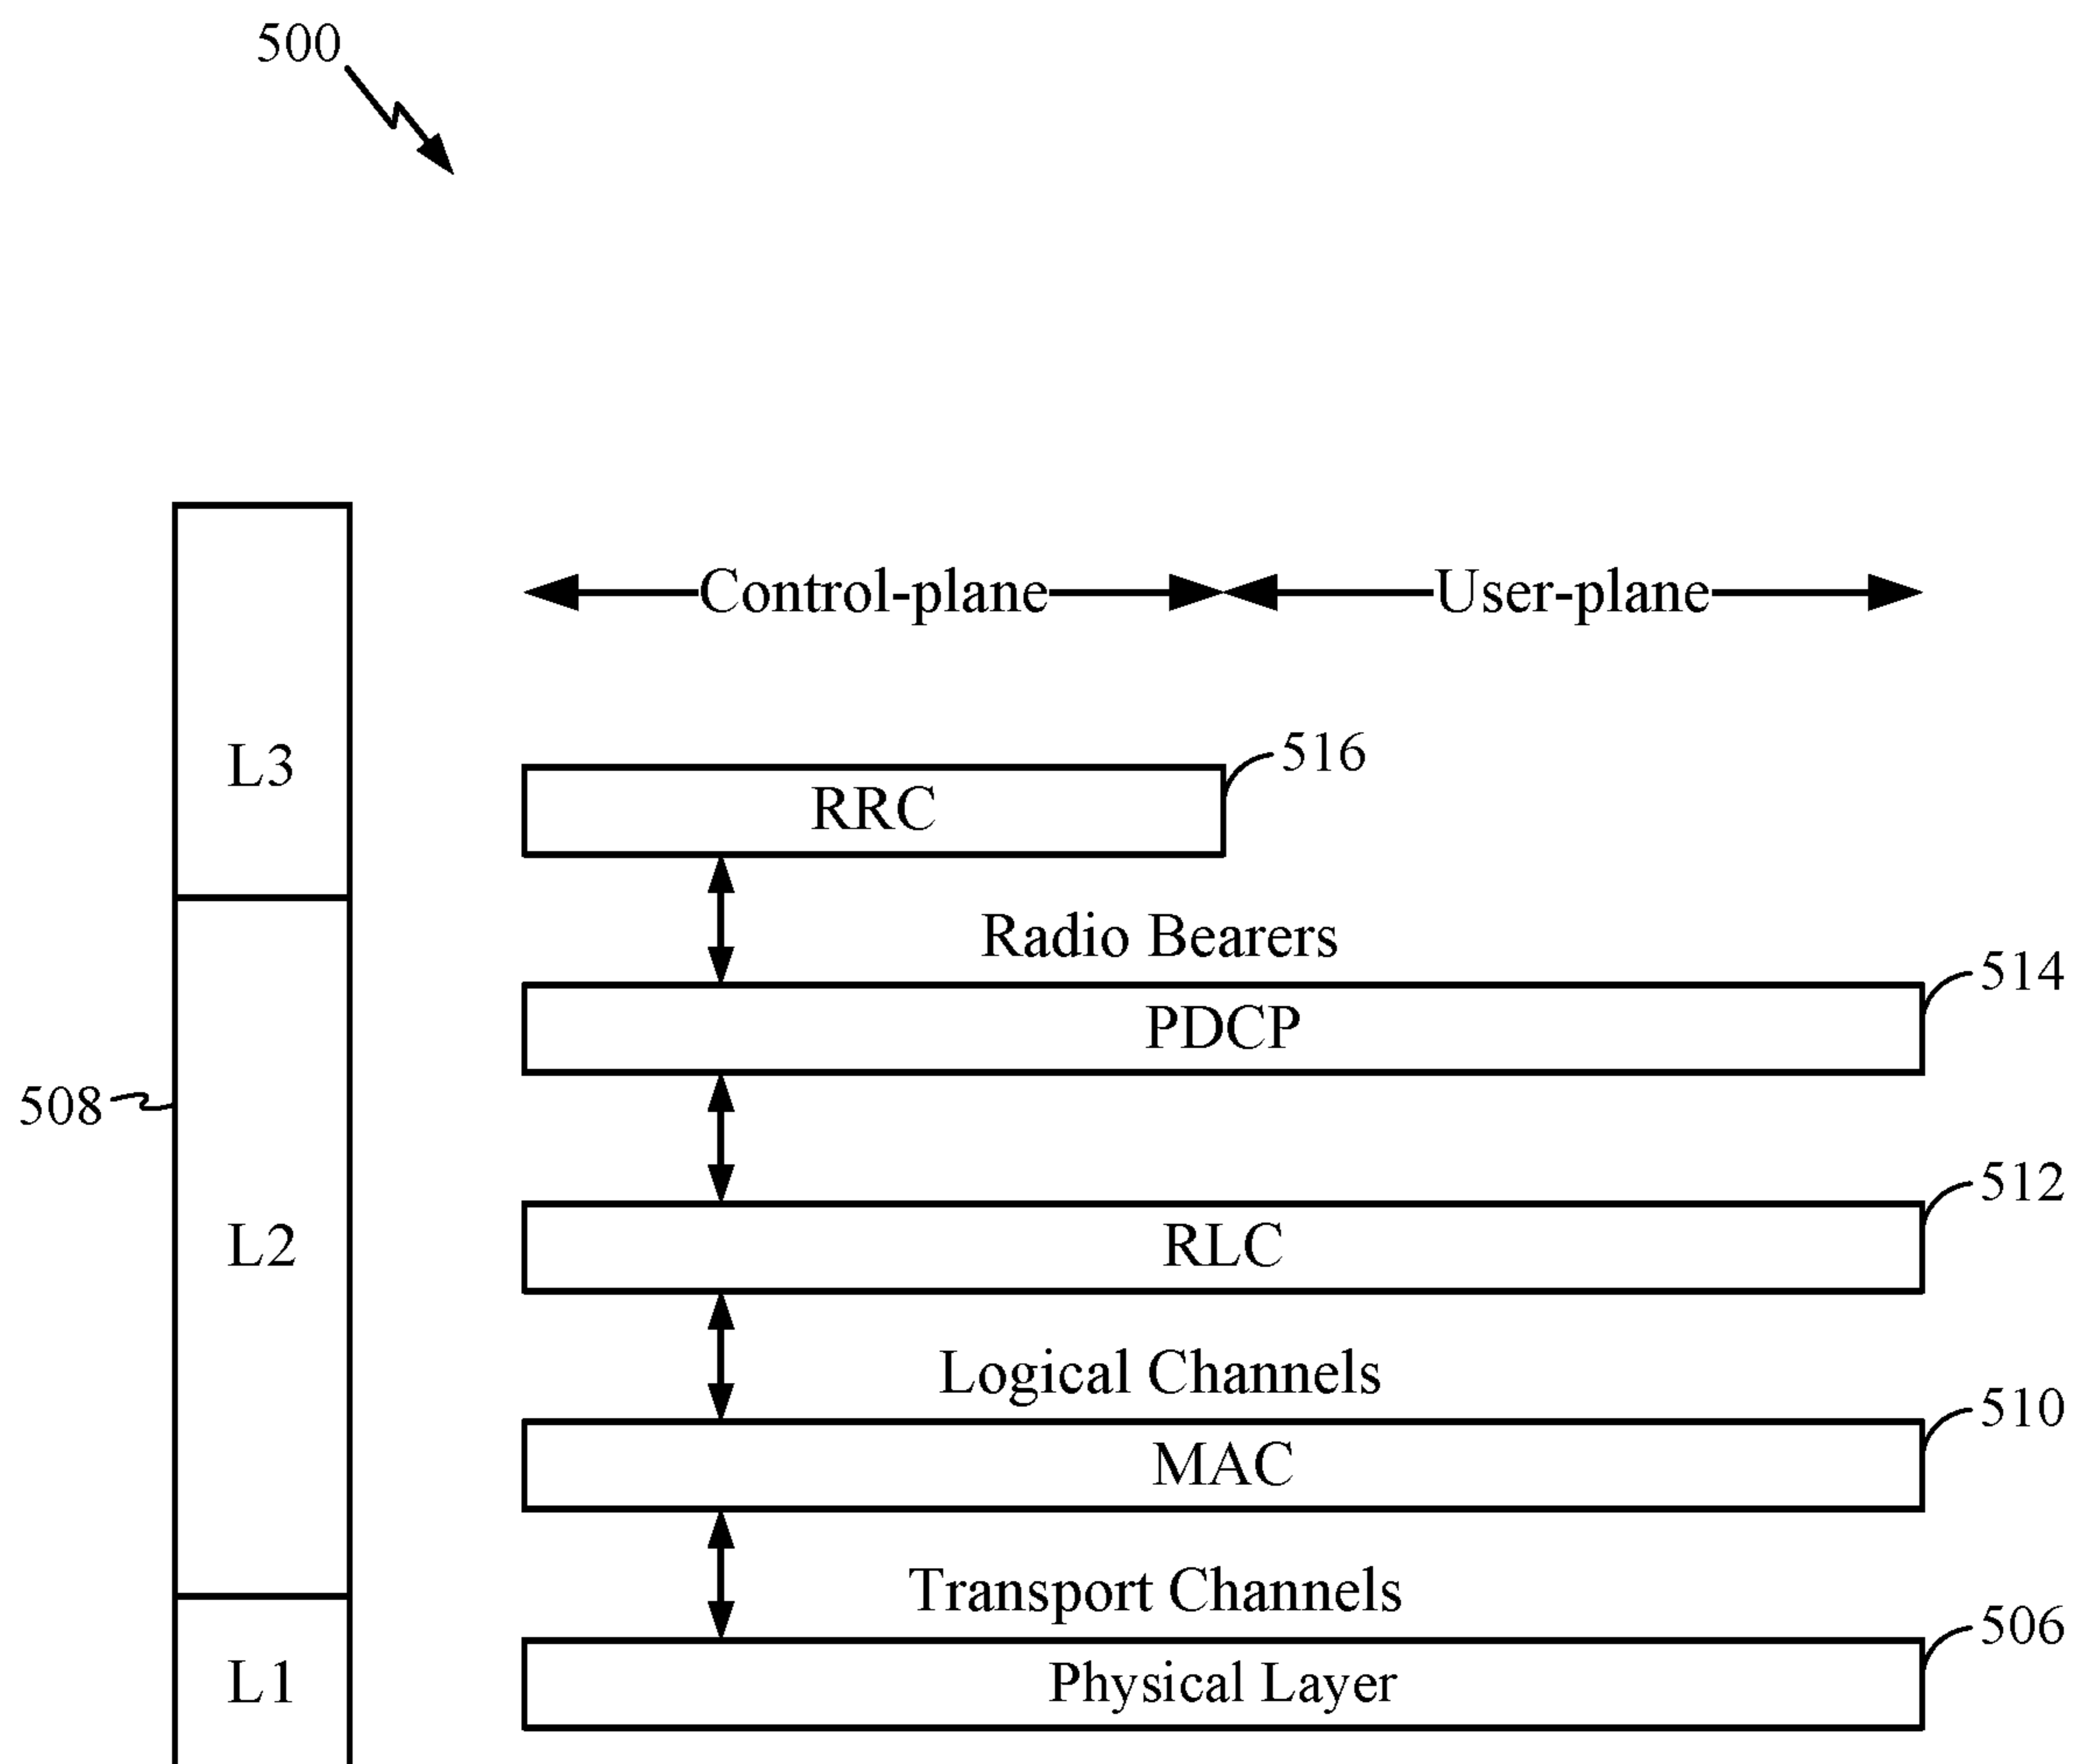 500
Control-plane
User-plane
L3
516
RRC
Radio Bearers
514
PDCP
508
512
L2
RLC
Logical Channels
510
MAC
Transport Channels
506
L1
Physical Layer